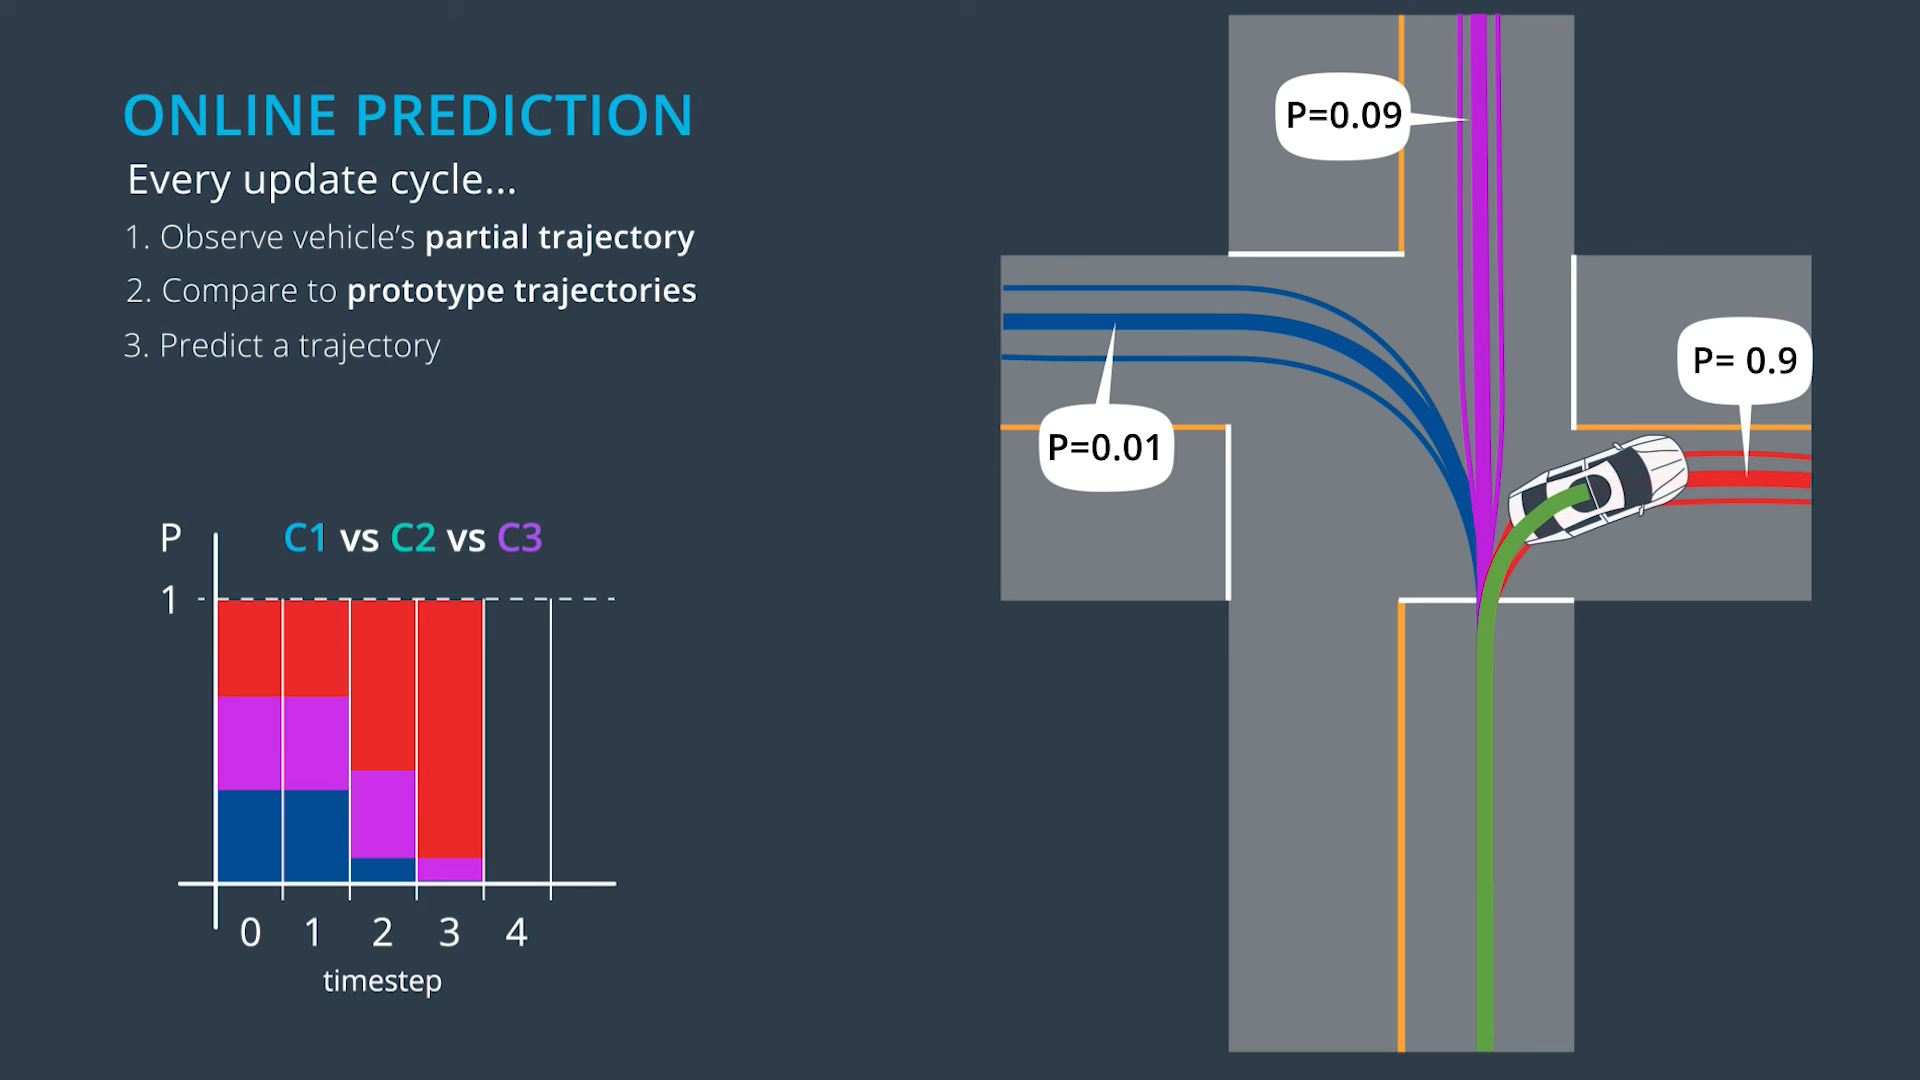 ONLINE PREDICTION
Every update cycle...
1. Observe vehicle's partial trajectory
2. Compare to prototype trajectories
3. Predict a trajectory
P
C1 vs C2 vs C3
1
0 1 2 3 4
timestep
P=0.09
P= 0.9
P=0.01